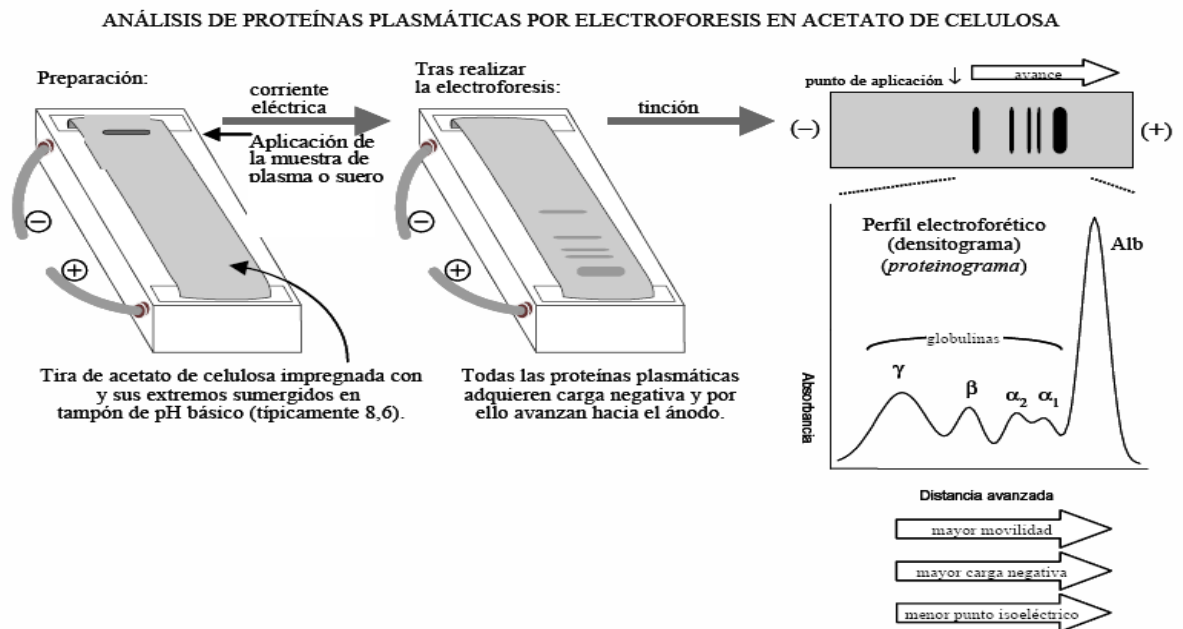 ANÁLISIS DE PROTEÍNAS PLASMÁTICAS POR ELECTROFORESIS EN ACETATO DE CELULOSA
Preparación:
corriente
eléctrica
Aplicación de
la muestra de
plasma o suero
−
+
Tira de acetato de celulosa impregnada con
y sus extremos sumergidos en
tampón de pH básico (típicamente 8,6).
Tras realizar
la electroforesis:
tinción
−
+
Todas las proteínas plasmáticas
adquieren carga negativa y por
ello avanzan hacia el ánodo.
punto de aplicación ↓
avance
(−)
(+)
Perfil electroforético
(densitograma)
(proteinograma)
Alb
globulinas
γ
β
α2
α1
Absorbancia
Distancia avanzada
mayor movilidad
mayor carga negativa
menor punto isoeléctrico